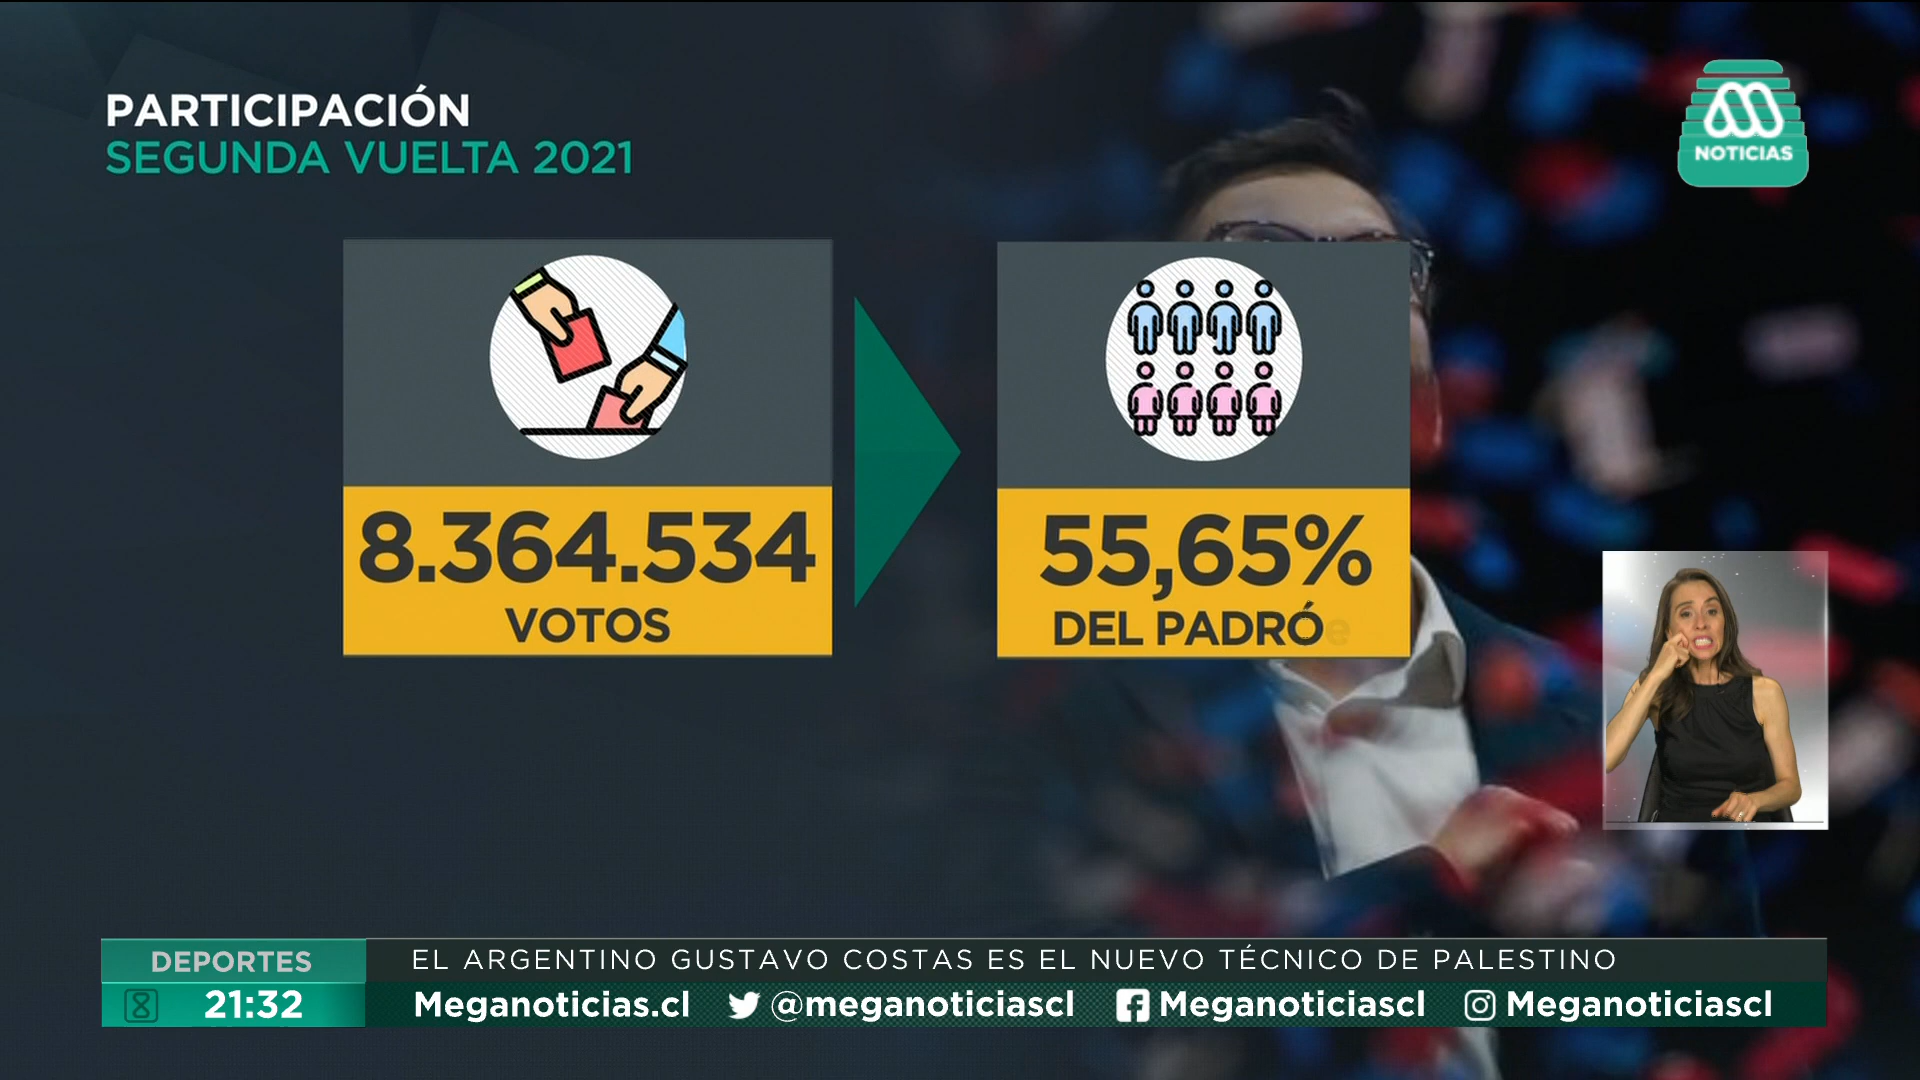 PARTICIPACIÓN
SEGUNDA VUELTA 2021
NOTICIAS
8.364.534
VOTOS
55,65%
DEL PADRÓ
DEPORTES
EL ARGENTINO GUSTAVO COSTAS ES EL NUEVO TÉCNICO DE PALESTINO
21:32
Meganoticias.cl @meganoticiascl Meganoticiascl Meganoticiascl